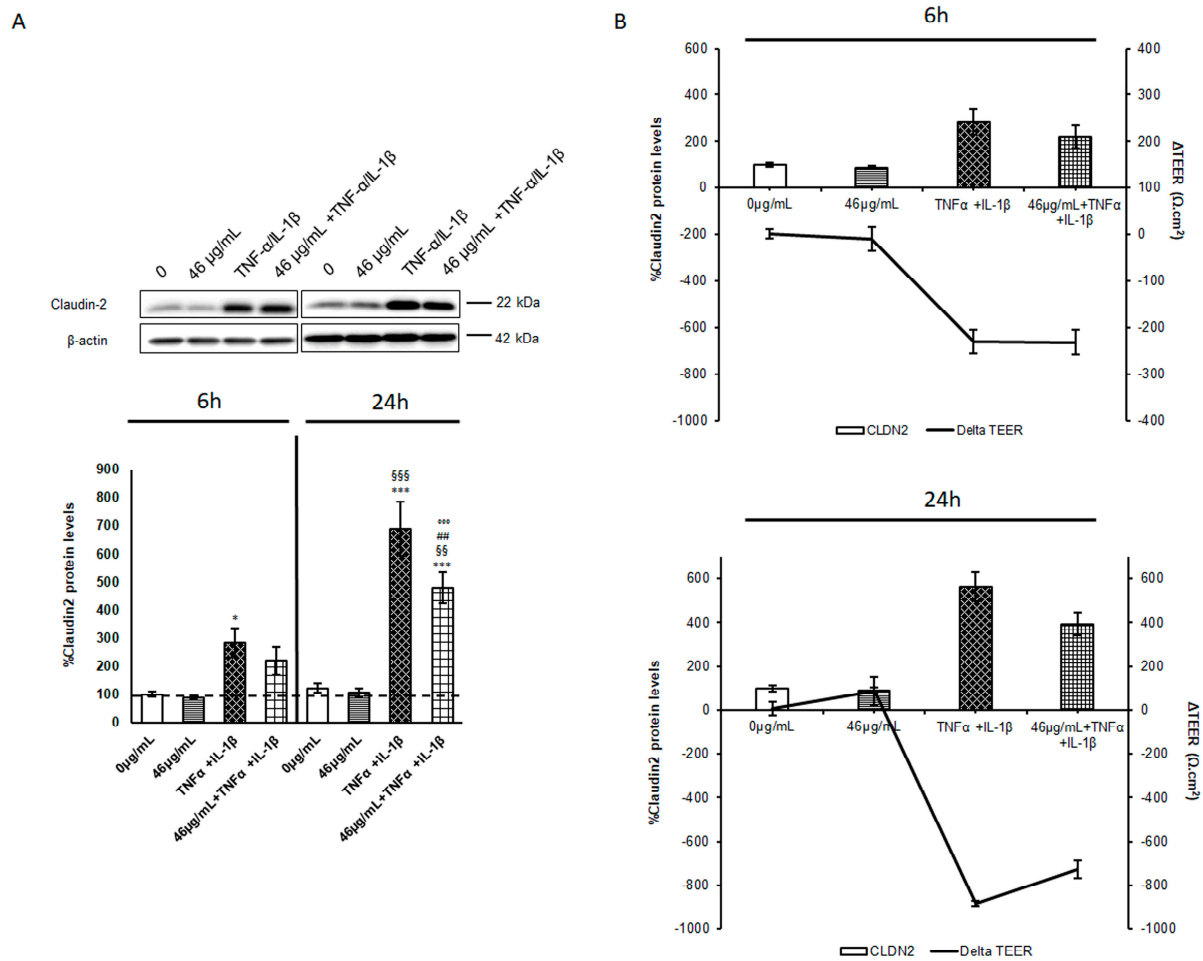 A
0
46 µg/mL
TNF-α/IL-1β
46 µg/mL +TNF-α/IL-1β
0
46 µg/mL
TNF-α/IL-1β
46 µg/mL +TNF-α/IL-1β
Claudin-2
22 kDa
β-actin
42 kDa
6h
24h
%Claudin2 protein levels
900
800
700
600
500
400
300
200
100
0
*
§§§
***
°°°
##
§§
***
0µg/mL
46µg/mL
TNFα +IL-1β
46µg/mL+TNFα +IL-1β
0µg/mL
46µg/mL
TNFα +IL-1β
46µg/mL+TNFα +IL-1β
B
6h
%Claudin2 protein levels
600
400
200
0
-200
-400
-600
-800
-1000
0µg/mL
46µg/mL
TNFα +IL-1β
46µg/mL+TNFα
+IL-1β
400
300
200
100
0
-100
-200
-300
-400
ΔTEER (Ω.cm²)
CLDN2
Delta TEER
24h
%Claudin2 protein levels
600
400
200
0
-200
-400
-600
-800
-1000
0µg/mL
46µg/mL
TNFα +IL-1β
46µg/mL+TNFα
+IL-1β
600
400
200
0
-200
-400
-600
-800
-1000
ΔTEER (Ω.cm²)
CLDN2
Delta TEER